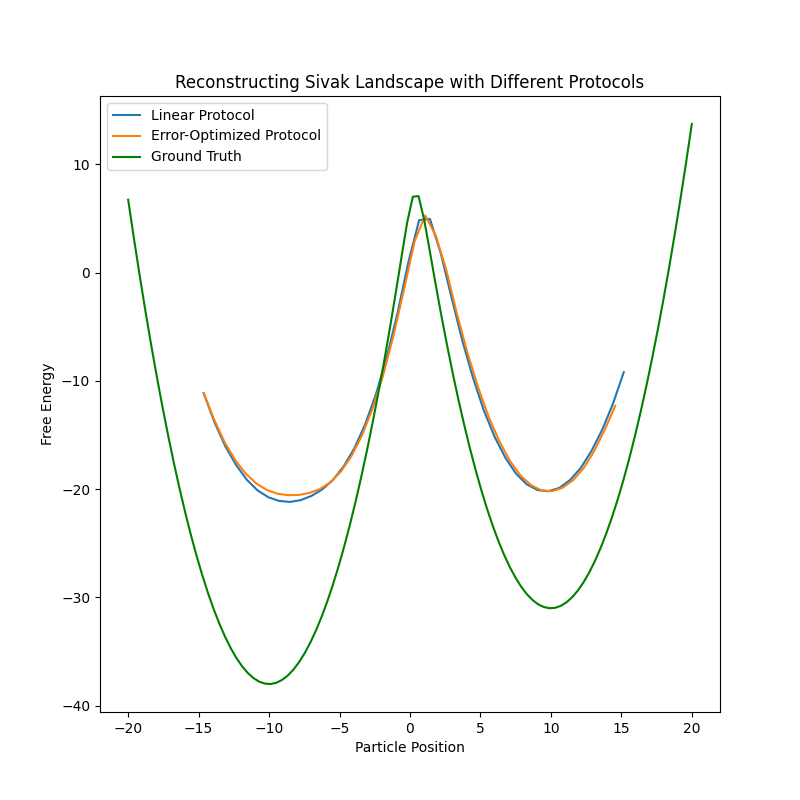 Reconstructing Sivak Landscape with Different Protocols
Linear Protocol
Error-Optimized Protocol
Ground Truth
10
0
−10
−20
−30
−40
Free Energy
−20 −15 −10 −5 0 5 10 15 20
Particle Position